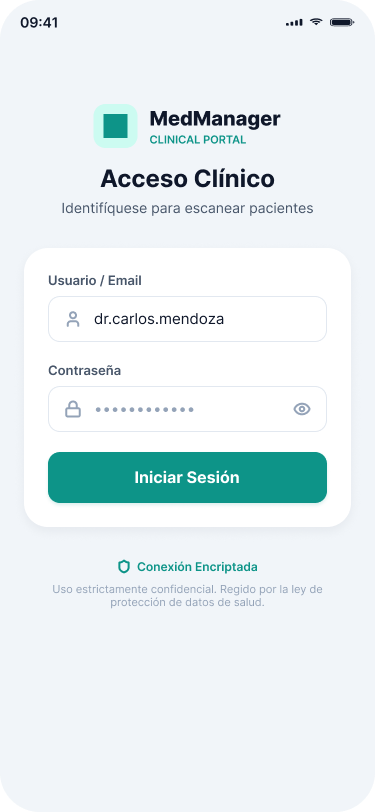 09:41
MedManager
CLINICAL PORTAL
Acceso Clínico
Identifíquese para escanear pacientes
Usuario / Email
dr.carlos.mendoza
Contraseña
••••••••••••
Iniciar Sesión
Conexión Encriptada
Uso estrictamente confidencial. Regido por la ley de
protección de datos de salud.